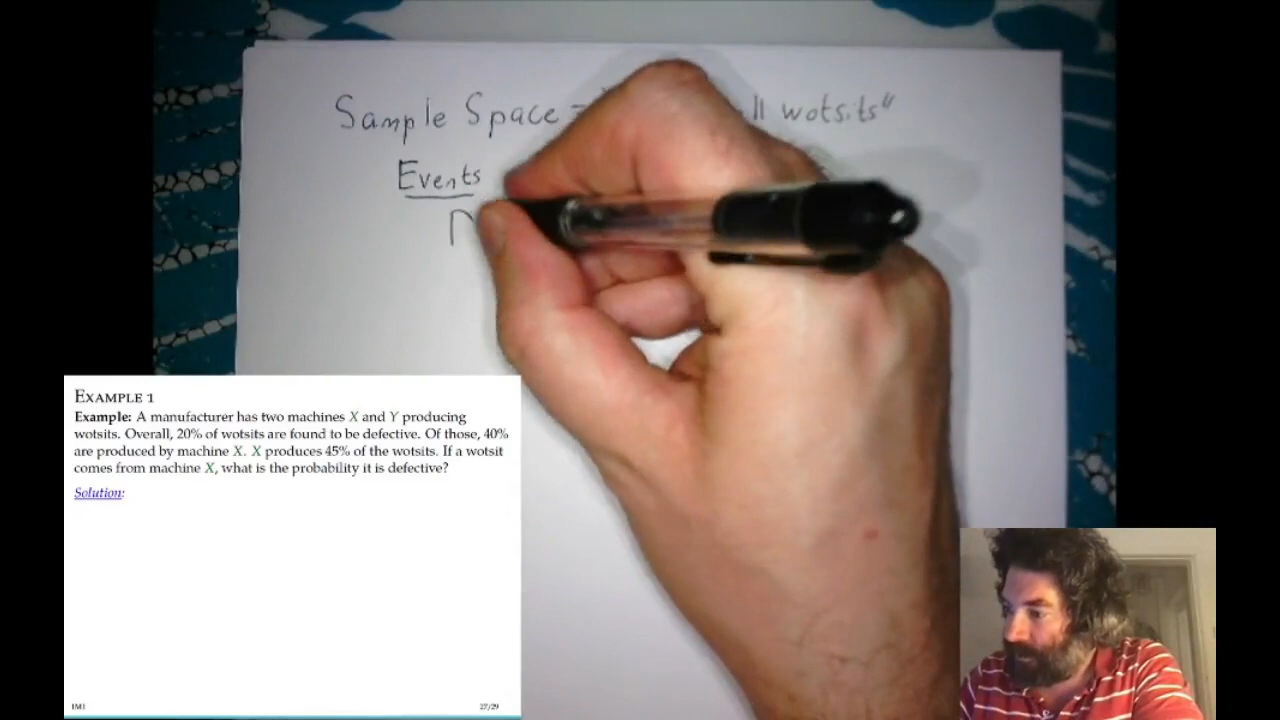 Sample Space = ll wotsits"
Events
EXAMPLE 1
Example: A manufacturer has two machines X and Y producing
wotsits. Overall, 20% of wotsits are found to be defective. Of those, 40%
are produced by machine X. X produces 45% of the wotsits. If a wotsit
comes from machine X, what is the probability it is defective?
Solution:
IM1 27/29